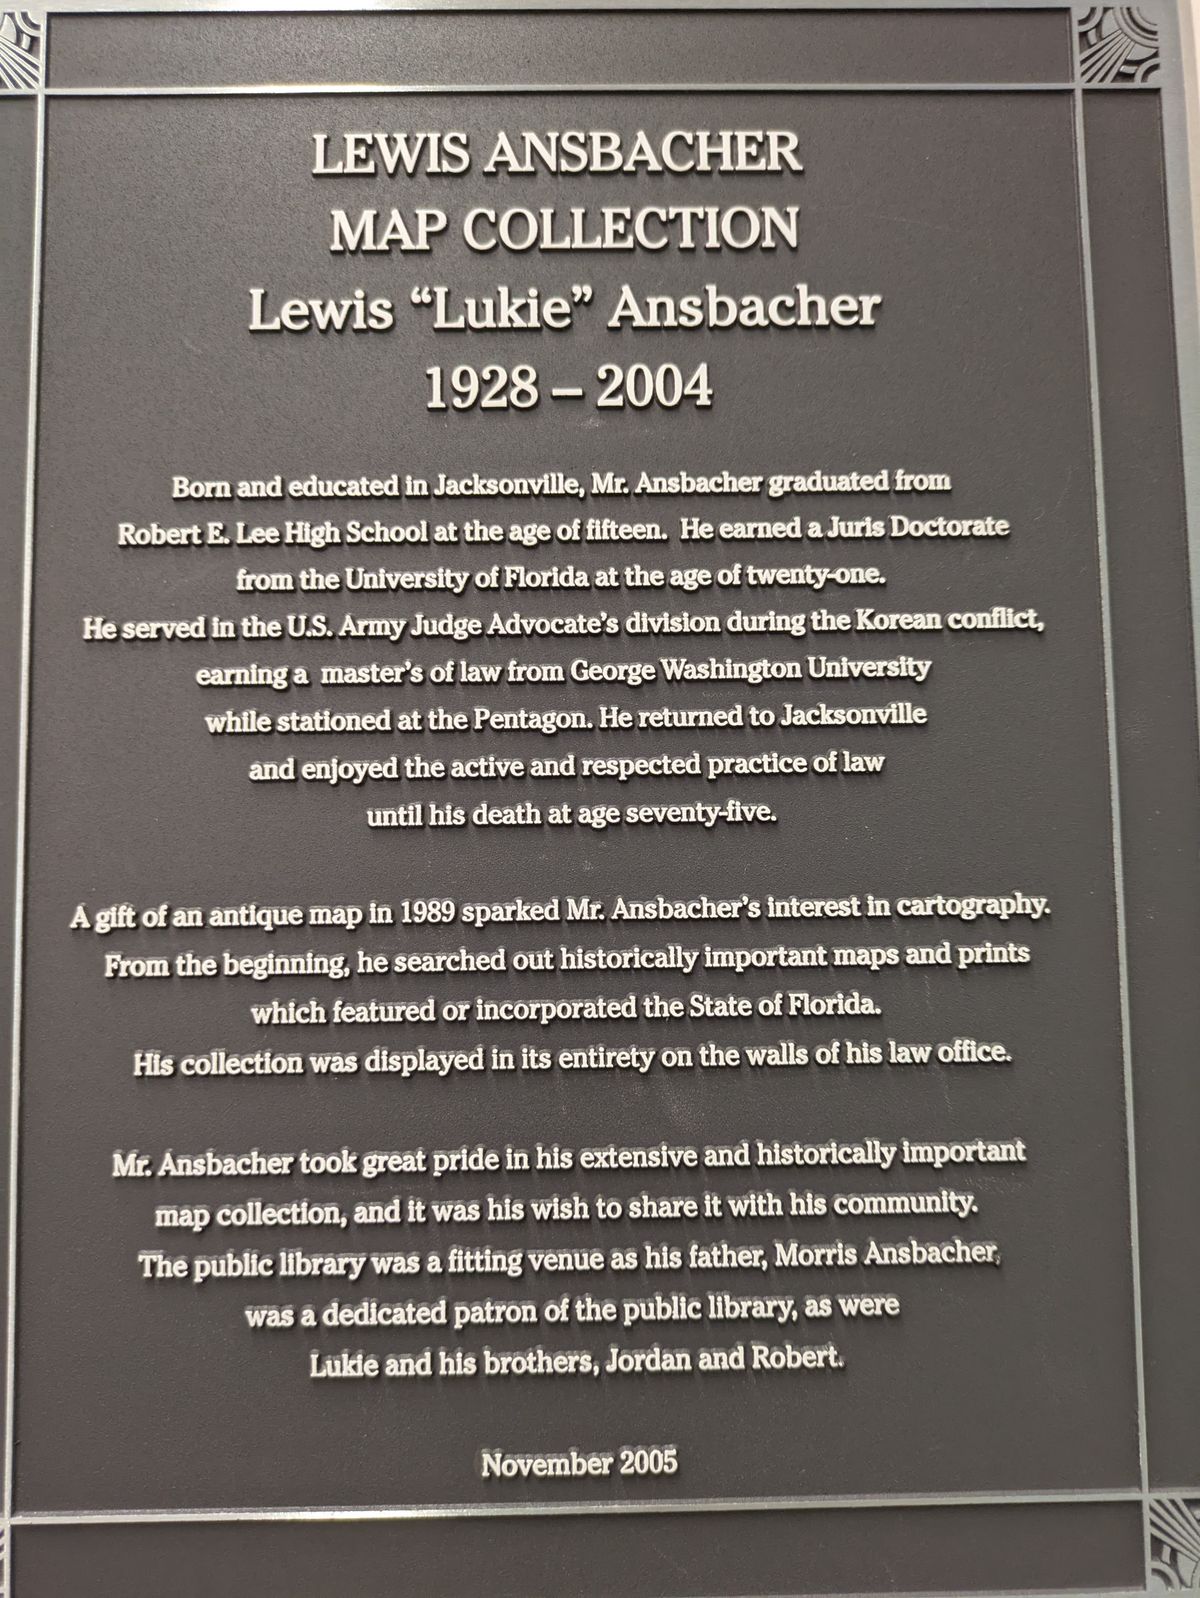 LEWIS ANSBACHER
MAP COLLECTION
Lewis “Lukie” Ansbacher
1928 – 2004
Born and educated in Jacksonville, Mr. Ansbacher graduated from
Robert E. Lee High School at the age of fifteen. He earned a Juris Doctorate
from the University of Florida at the age of twenty-one.
He served in the U.S. Army Judge Advocate’s division during the Korean conflict,
earning a master’s of law from George Washington University
while stationed at the Pentagon. He returned to Jacksonville
and enjoyed the active and respected practice of law
until his death at age seventy-five.
A gift of an antique map in 1989 sparked Mr. Ansbacher’s interest in cartography.
From the beginning, he searched out historically important maps and prints
which featured or incorporated the State of Florida.
His collection was displayed in its entirety on the walls of his law office.
Mr. Ansbacher took great pride in his extensive and historically important
map collection, and it was his wish to share it with his community.
The public library was a fitting venue as his father, Morris Ansbacher,
was a dedicated patron of the public library, as were
Lukie and his brothers, Jordan and Robert.
November 2005